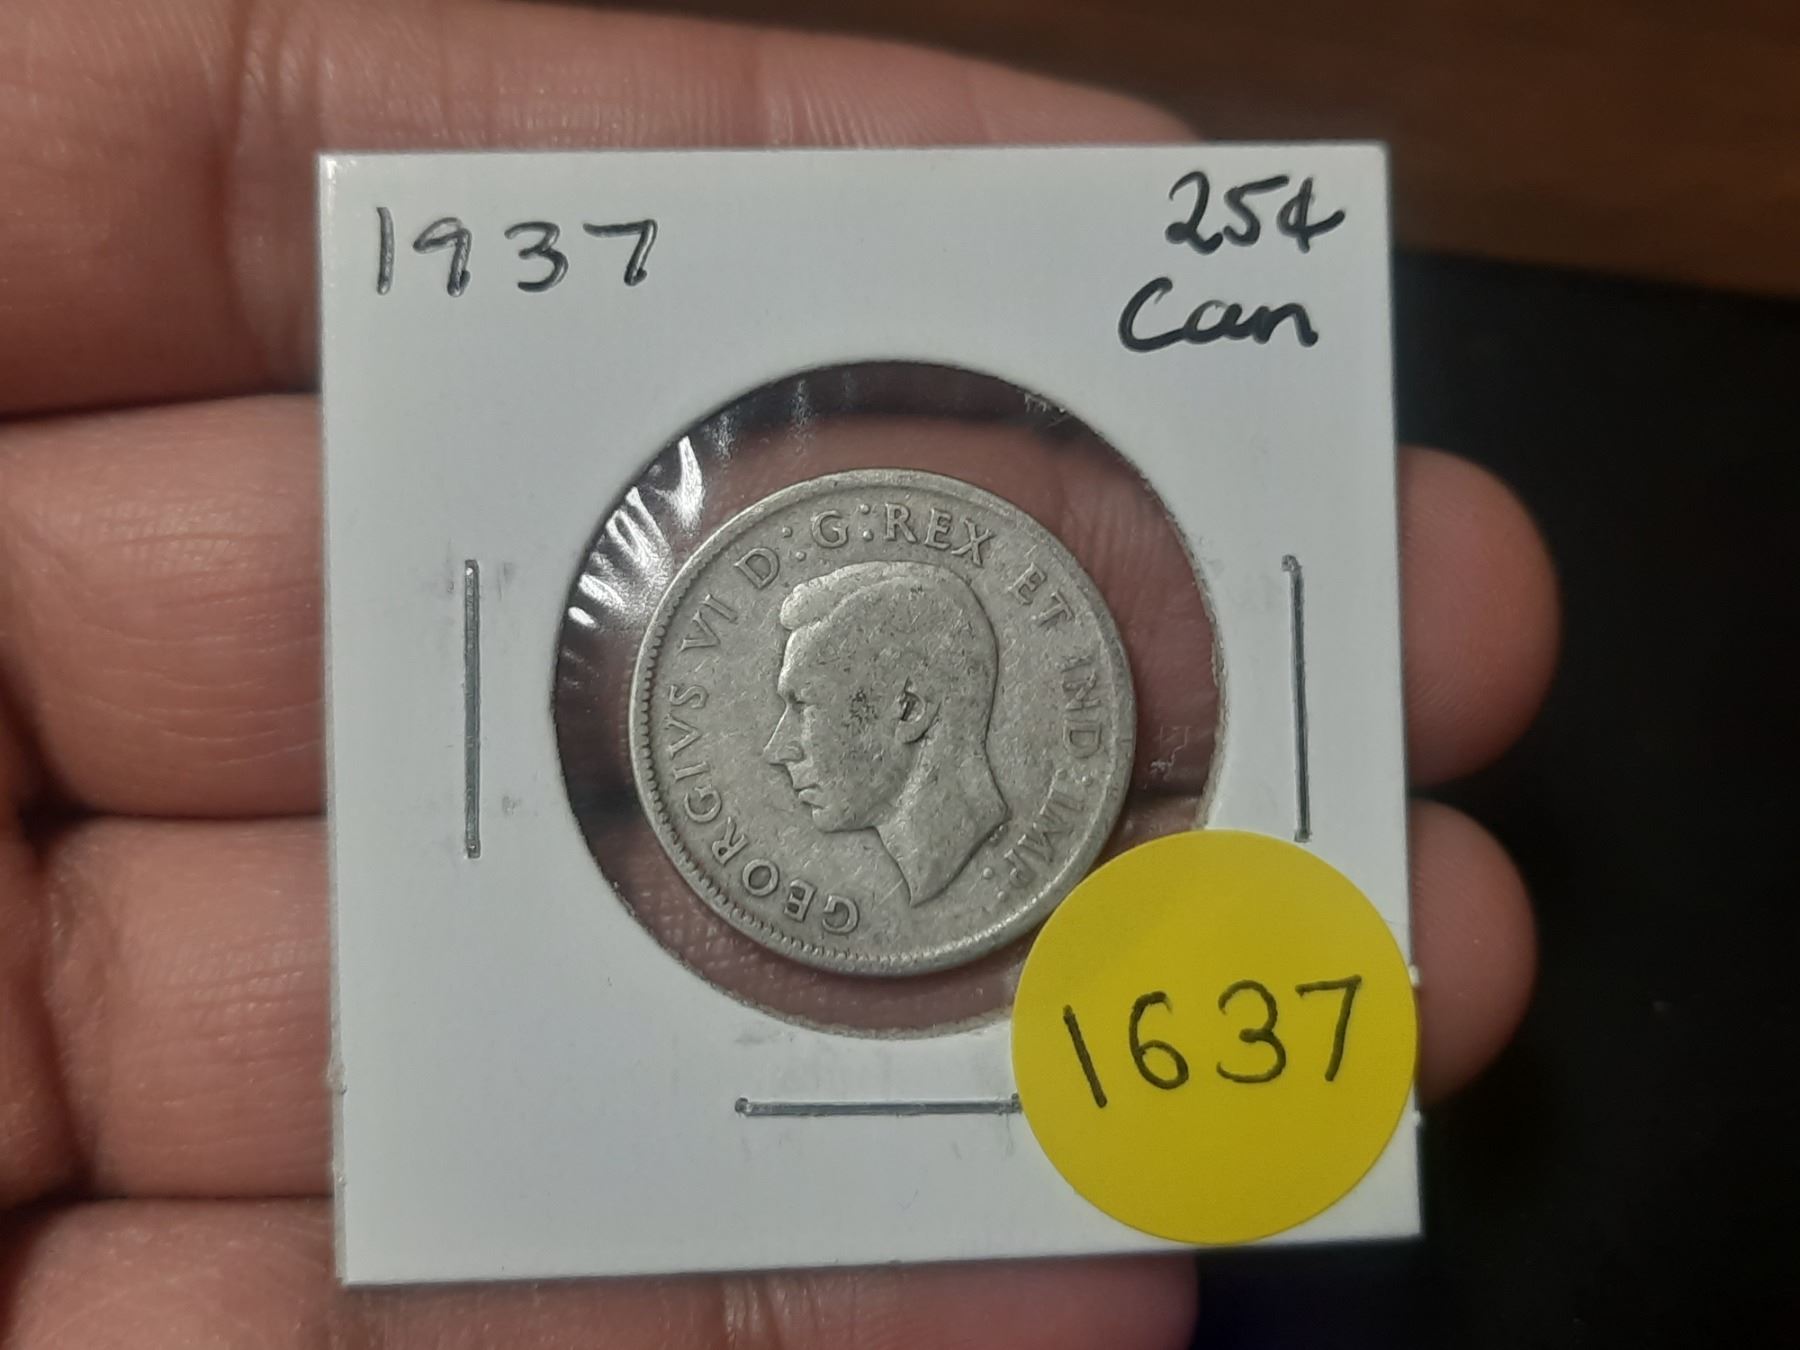 1937
25¢
Can
GEORGIVS VI D:G:REX ET IND:IMP:
1637